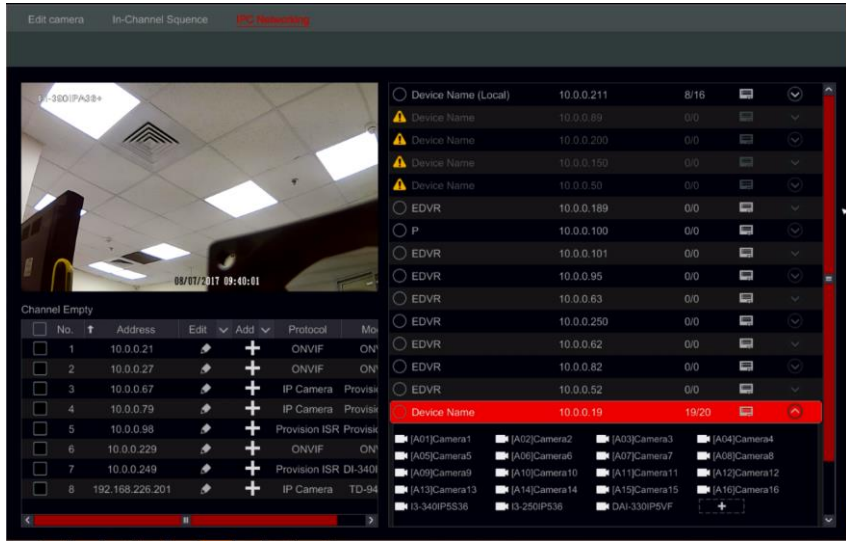 Edit camera In-Channel Squence IPC Networking
08/07/2017 09:40:01
Channel Empty
No. Address Edit Add Protocol
1 10.0.0.21 ONVIF
2 10.0.0.27 ONVIF
3 10.0.0.67 IP Camera
4 10.0.0.79 IP Camera
5 10.0.0.98 Provision ISR
6 10.0.0.229 ONVIF
7 10.0.0.249 Provision ISR DI-340I
8 192.168.226.201 IP Camera TD-94
Device Name (Local) 10.0.0.211 8/16
Device Name 10.0.0.89 0/0
Device Name 10.0.0.200 0/0
Device Name 10.0.0.150 0/0
Device Name 10.0.0.50 0/0
EDVR 10.0.0.189 0/0
P 10.0.0.100 0/0
EDVR 10.0.0.101 0/0
EDVR 10.0.0.95 0/0
EDVR 10.0.0.63 0/0
EDVR 10.0.0.250 0/0
EDVR 10.0.0.62 0/0
EDVR 10.0.0.82 0/0
EDVR 10.0.0.52 0/0
Device Name 10.0.0.19 19/20
[A01]Camera1 [A02]Camera2 [A03]Camera3 [A04]Camera4
[A05]Camera5 [A06]Camera6 [A07]Camera7 [A08]Camera8
[A09]Camera9 [A10]Camera10 [A11]Camera11 [A12]Camera12
[A13]Camera13 [A14]Camera14 [A15]Camera15 [A16]Camera16
I3-340IP5S36 I3-250IP536 DAI-330IP5VF